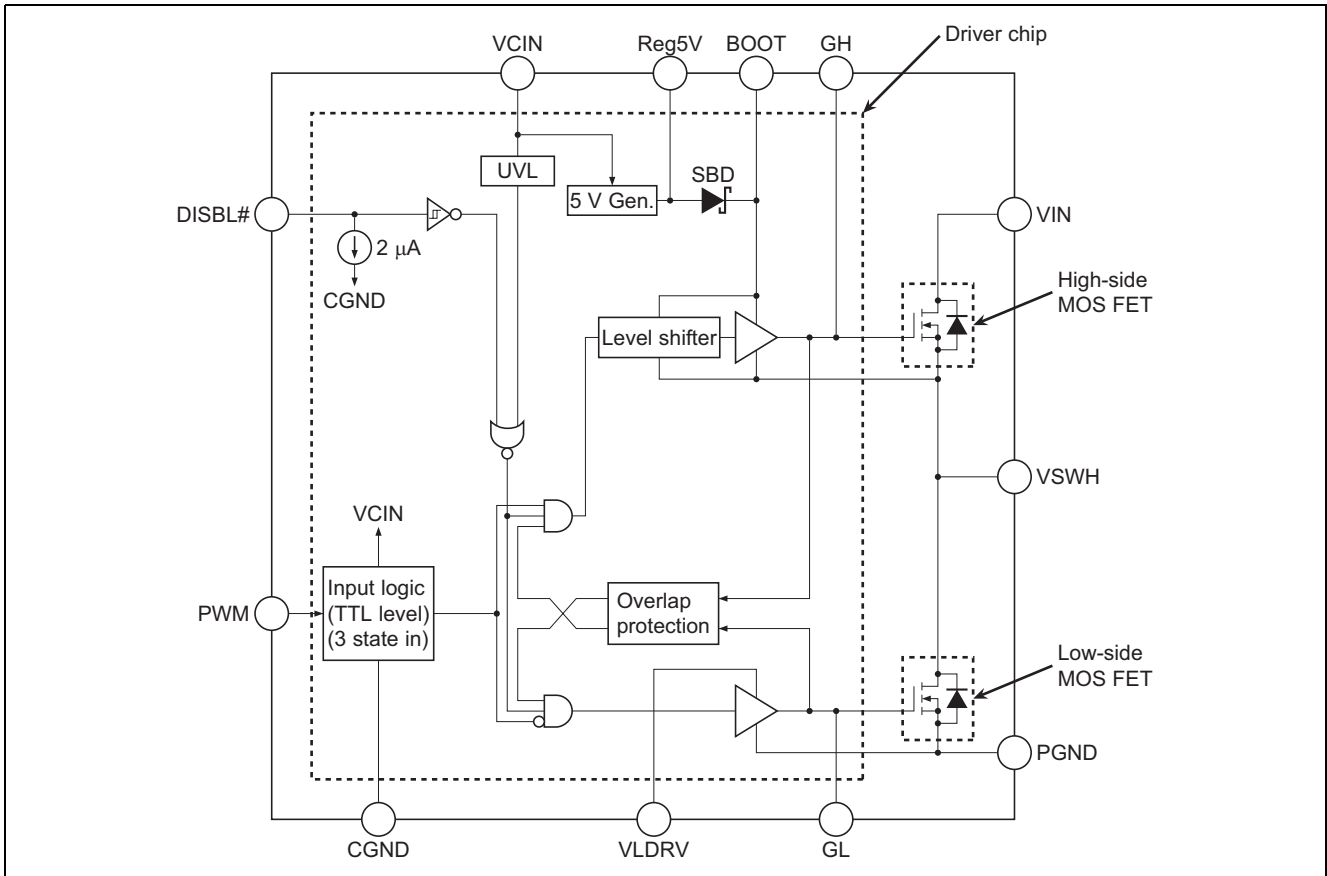 Driver chip
VCIN
Reg5V
BOOT
GH
UVL
5 V Gen.
SBD
DISBL#
2 μA
CGND
VIN
High-side
MOS FET
Level shifter
VSWH
VCIN
PWM
Input logic
(TTL level)
(3 state in)
Overlap
protection
Low-side
MOS FET
PGND
CGND
VLDRV
GL